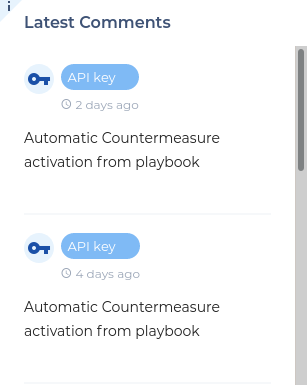 i
Latest Comments
API key
2 days ago
Automatic Countermeasure
activation from playbook
API key
4 days ago
Automatic Countermeasure
activation from playbook